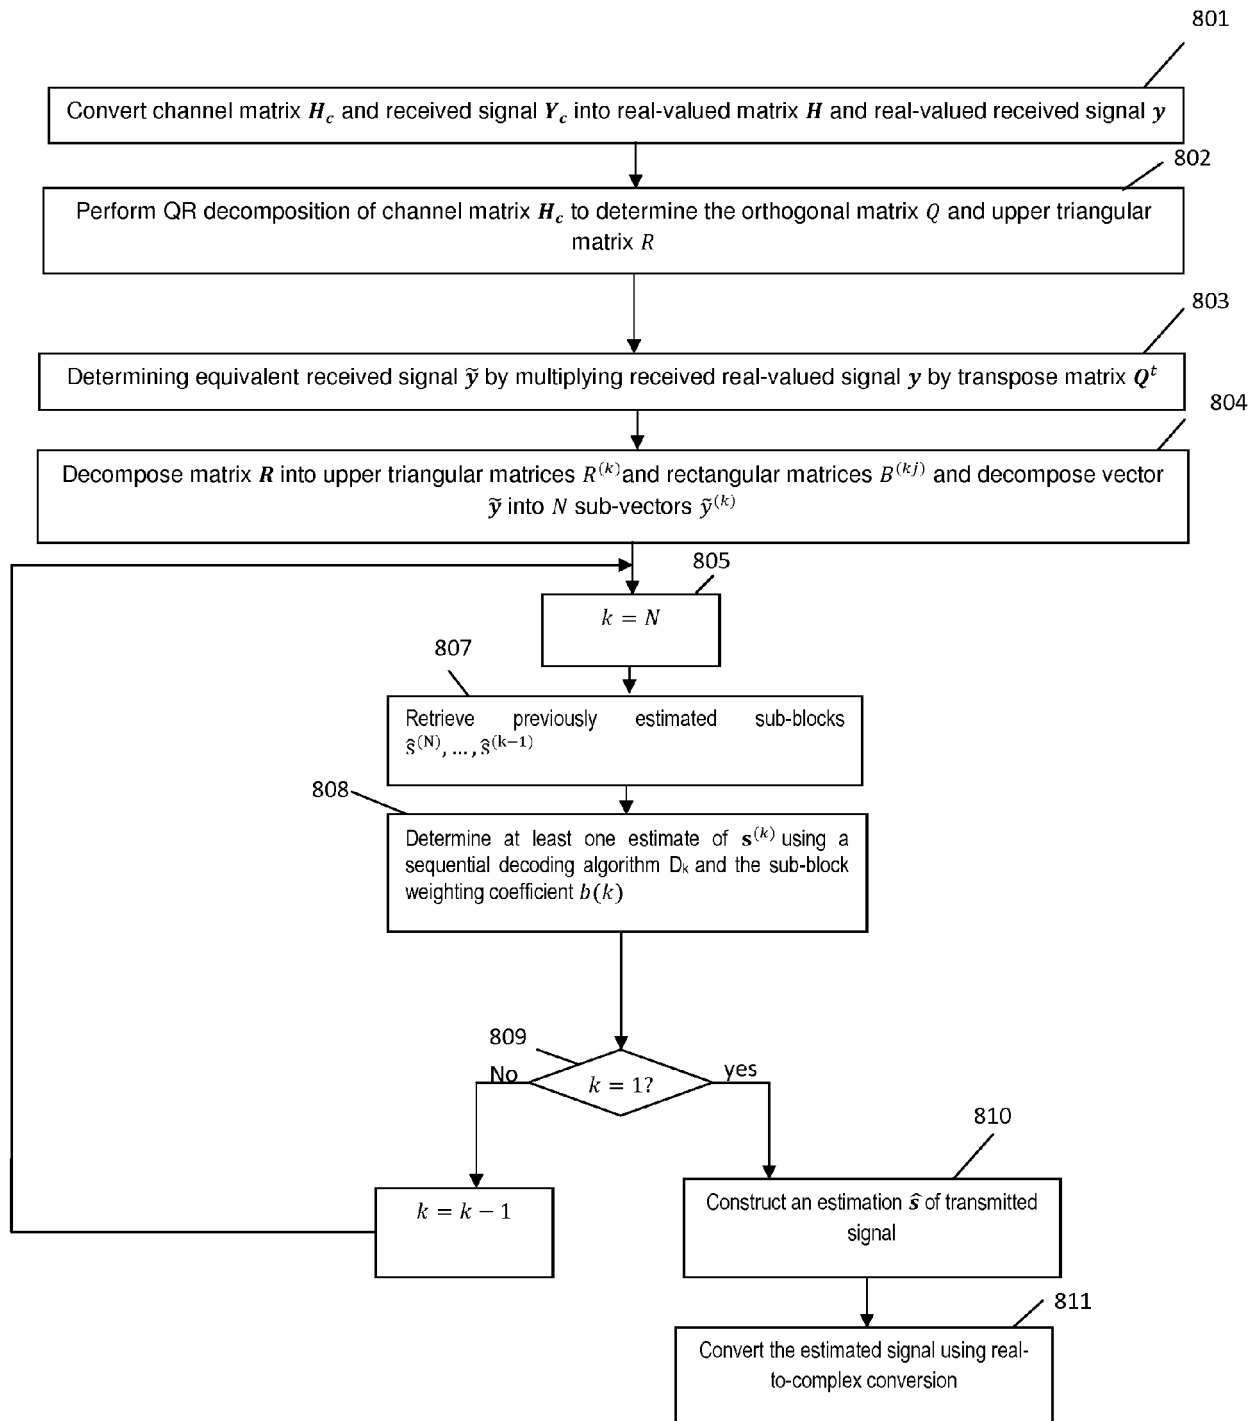 801
Convert channel matrix H_c and received signal Y_c into real-valued matrix H and real-valued received signal y
802
Perform QR decomposition of channel matrix H_c to determine the orthogonal matrix Q and upper triangular
matrix R
803
Determining equivalent received signal ỹ by multiplying received real-valued signal y by transpose matrix Q^t
804
Decompose matrix R into upper triangular matrices R^(k) and rectangular matrices B^(kj) and decompose vector
ỹ into N sub-vectors ỹ^(k)
805
k = N
807
Retrieve previously estimated sub-blocks
ŝ^(N), …, ŝ^(k−1)
808
Determine at least one estimate of s^(k) using a
sequential decoding algorithm D_k and the sub-block
weighting coefficient b(k)
809
No
k = 1?
yes
810
k = k − 1
Construct an estimation ŝ of transmitted
signal
811
Convert the estimated signal using real-
to-complex conversion